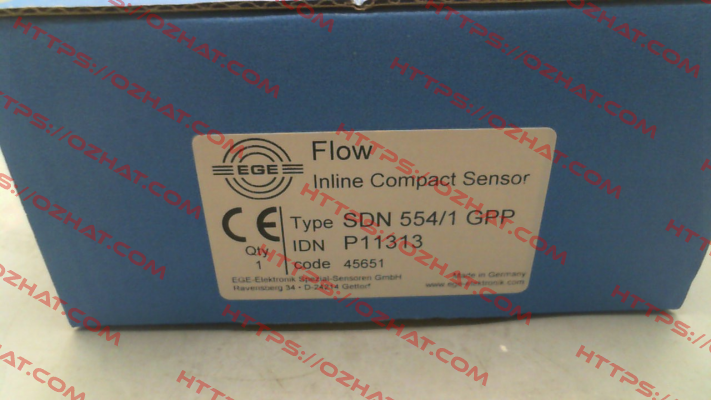 Flow
EGE
Inline Compact Sensor
CE
Type SDN 554/1 GPP
IDN P11313
Qty
1
code 45651
EGE-Elektronik Spezial-Sensoren GmbH
Ravensberg 34 • D-24214 Gettorf
Made in Germany
www.ege-elektronik.com
HTTPS://OZHAT.COM